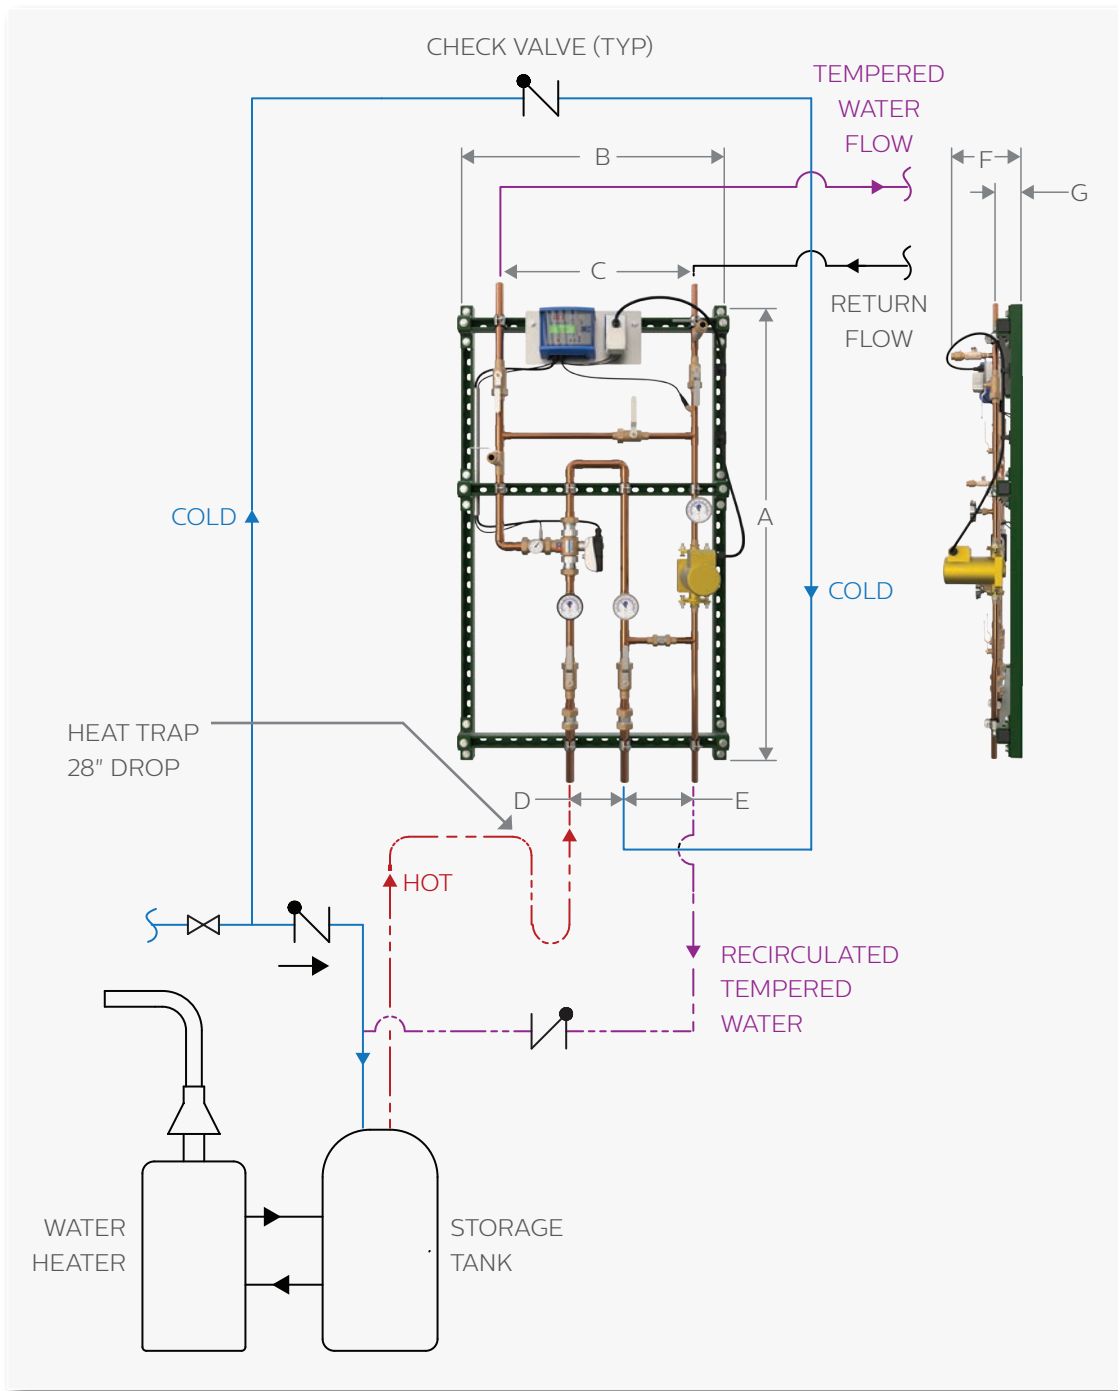 CHECK VALVE (TYP)
TEMPERED
WATER
FLOW
B
F
G
C
RETURN
FLOW
COLD
A
COLD
HEAT TRAP
28" DROP
D
E
HOT
RECIRCULATED
TEMPERED
WATER
WATER
HEATER
STORAGE
TANK